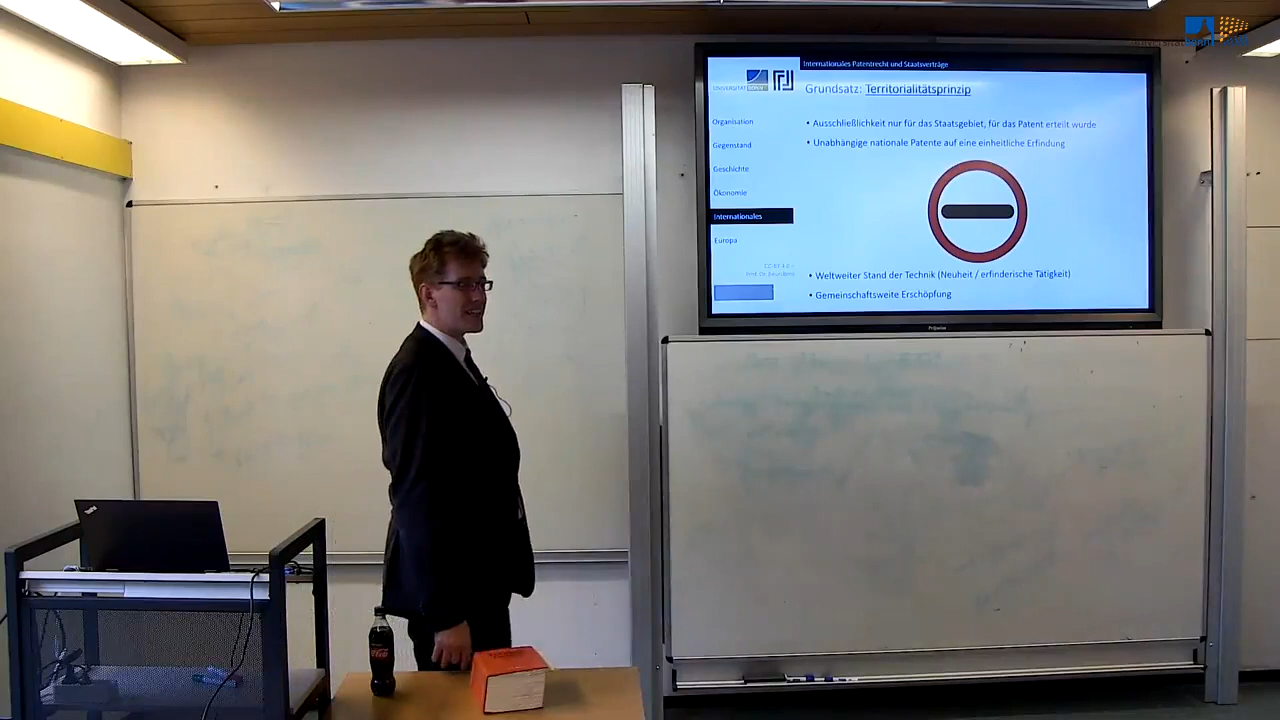 Internationales Patentrecht und Staatsverträge
Grundsatz: Territorialitätsprinzip
• Ausschließlichkeit nur für das Staatsgebiet, für das Patent erteilt wurde
• Unabhängige nationale Patente auf eine einheitliche Erfindung
• Weltweiter Stand der Technik (Neuheit / erfinderische Tätigkeit)
• Gemeinschaftsweite Erschöpfung
UNIVERSITÄT
Organisation
Gegenstand
Geschichte
Ökonomie
Internationales
Europa